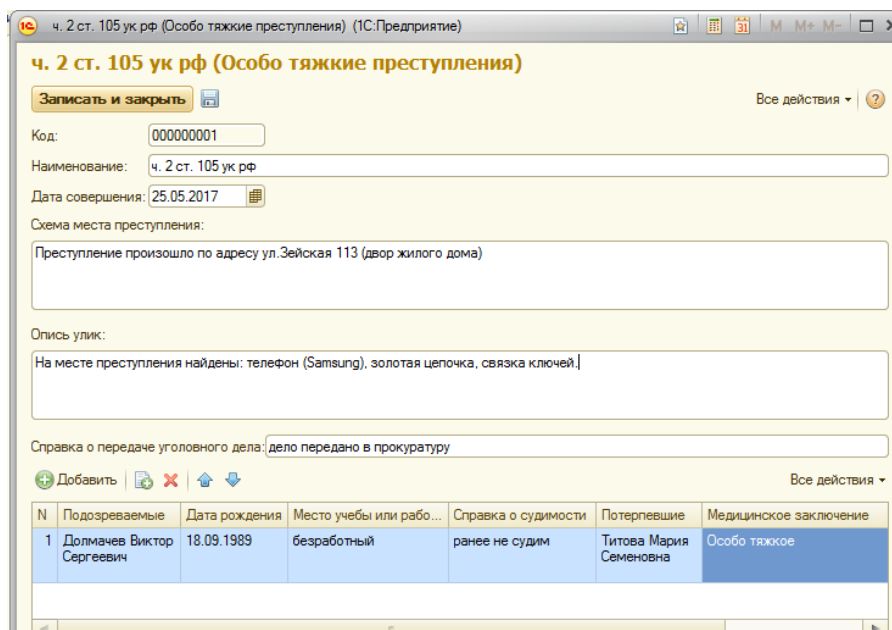 ч. 2 ст. 105 ук рф (Особо тяжкие преступления) (1С:Предприятие)
M M+ M-
ч. 2 ст. 105 ук рф (Особо тяжкие преступления)
Записать и закрыть
Все действия
Код: 000000001
Наименование: ч. 2 ст. 105 ук рф
Дата совершения: 25.05.2017
Схема места преступления:
Преступление произошло по адресу ул.Зейская 113 (двор жилого дома)
Опись улик:
На месте преступления найдены: телефон (Samsung), золотая цепочка, связка ключей.
Справка о передаче уголовного дела: дело передано в прокуратуру
Добавить Все действия
N Подозреваемые Дата рождения Место учебы или рабо... Справка о судимости Потерпевшие Медицинское заключение
1 Долмачев Виктор 18.09.1989 безработный ранее не судим Титова Мария Особо тяжкое
Сергеевич Семеновна